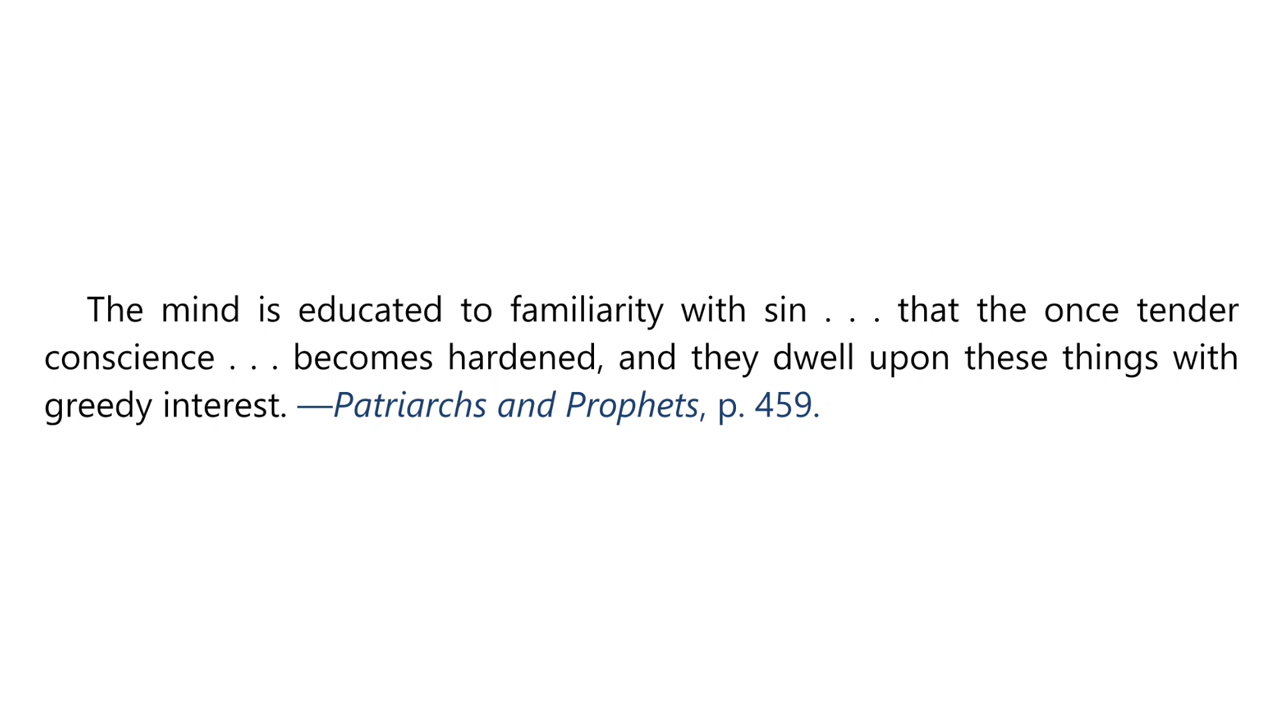 The mind is educated to familiarity with sin . . . that the once tender
conscience . . . becomes hardened, and they dwell upon these things with
greedy interest. —Patriarchs and Prophets, p. 459.